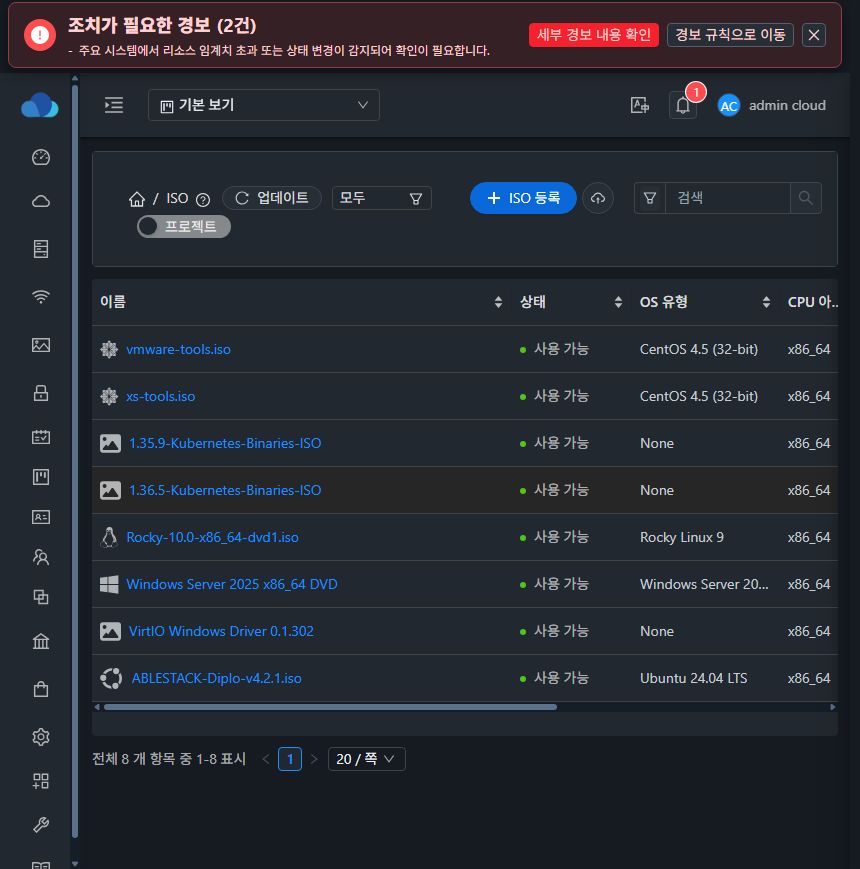 조치가 필요한 경보 (2건)
- 주요 시스템에서 리소스 임계치 초과 또는 상태 변경이 감지되어 확인이 필요합니다.
세부 경보 내용 확인
경보 규칙으로 이동
기본 보기
1
AC
admin cloud
/ ISO
업데이트
모두
ISO 등록
검색
프로젝트
이름 상태 OS 유형 CPU 아...
vmware-tools.iso 사용 가능 CentOS 4.5 (32-bit) x86_64
xs-tools.iso 사용 가능 CentOS 4.5 (32-bit) x86_64
1.35.9-Kubernetes-Binaries-ISO 사용 가능 None x86_64
1.36.5-Kubernetes-Binaries-ISO 사용 가능 None x86_64
Rocky-10.0-x86_64-dvd1.iso 사용 가능 Rocky Linux 9 x86_64
Windows Server 2025 x86_64 DVD 사용 가능 Windows Server 20... x86_64
VirtIO Windows Driver 0.1.302 사용 가능 None x86_64
ABLESTACK-Diplo-v4.2.1.iso 사용 가능 Ubuntu 24.04 LTS x86_64
전체 8 개 항목 중 1-8 표시 < 1 > 20 / 쪽